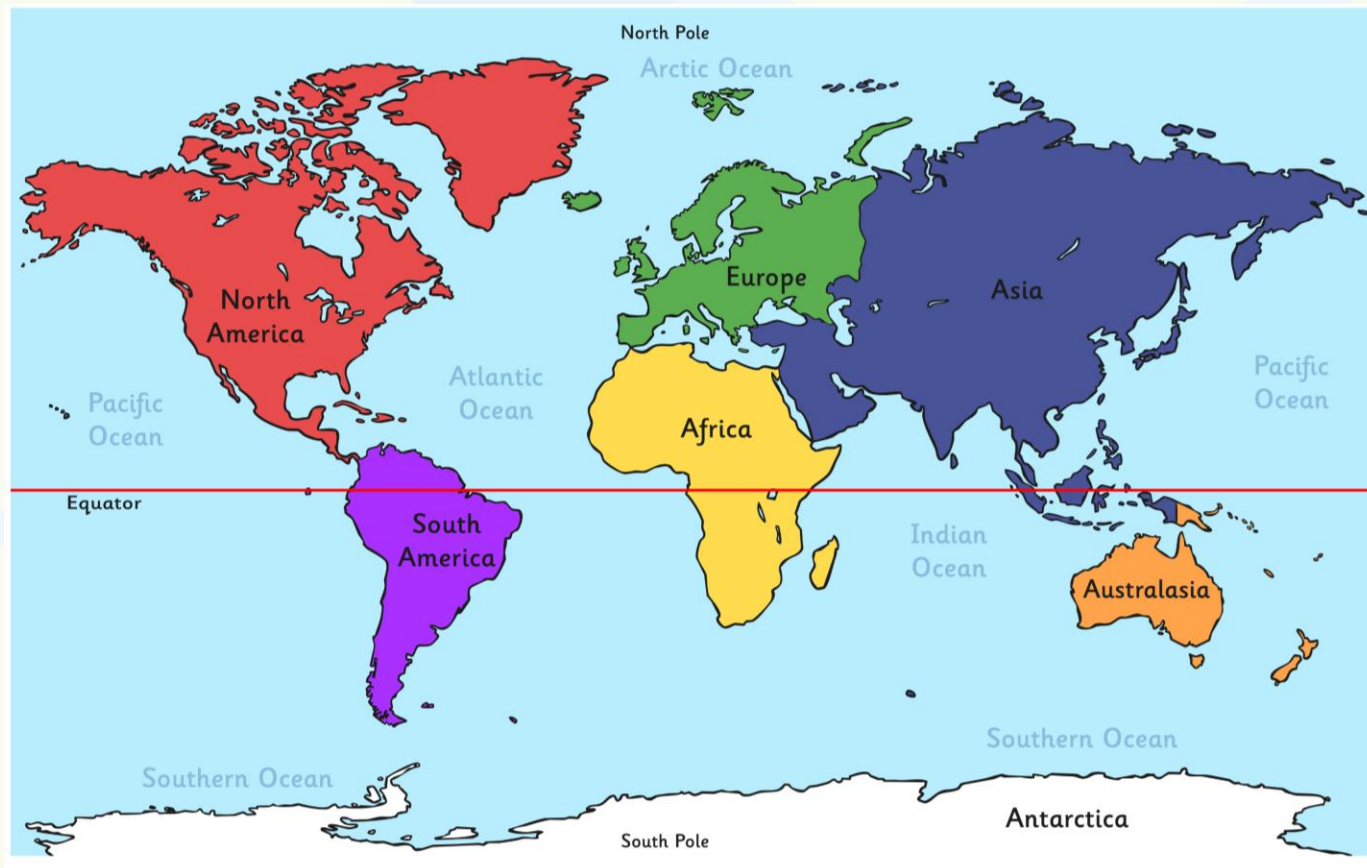 North Pole
Arctic Ocean
Europe
Asia
North
America
Atlantic
Ocean
Pacific
Ocean
Pacific
Ocean
Africa
Equator
South
America
Indian
Ocean
Australasia
Southern Ocean
Southern Ocean
Antarctica
South Pole